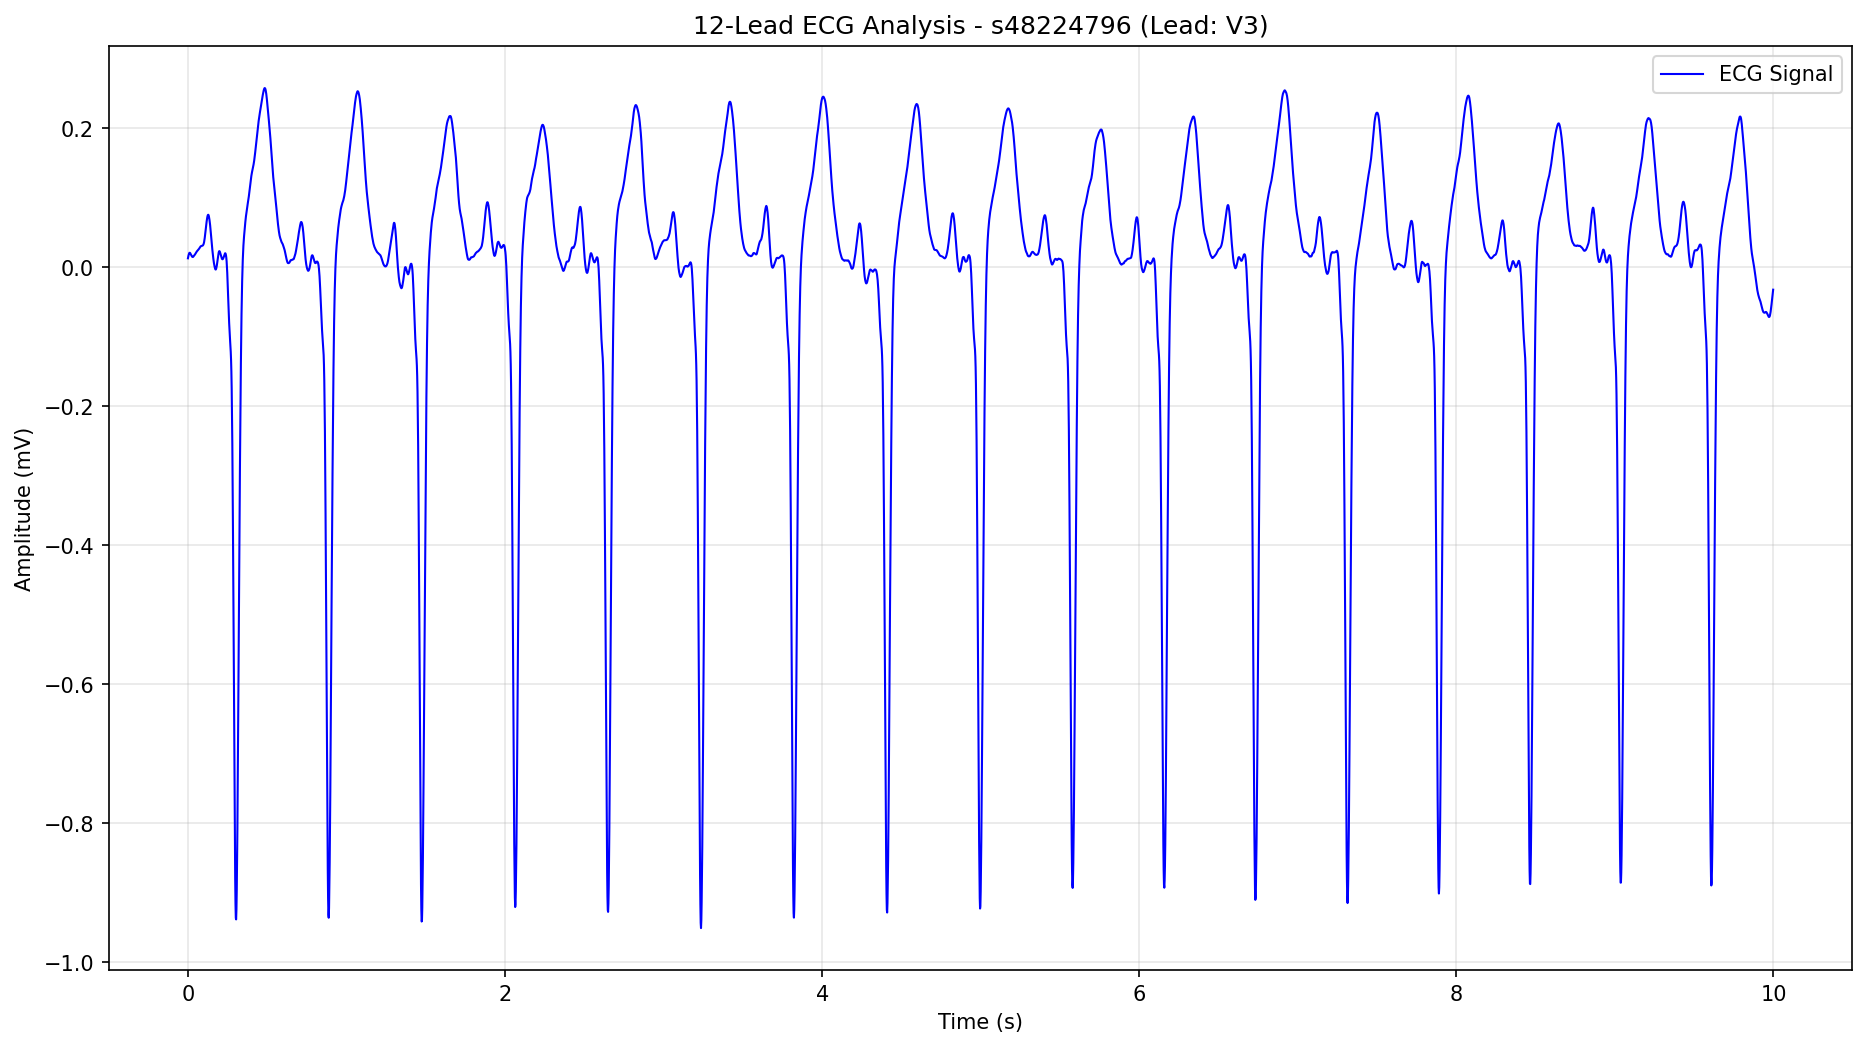 12-Lead ECG Analysis - s48224796 (Lead: V3)
ECG Signal
0.2
0.0
−0.2
−0.4
−0.6
−0.8
−1.0
Amplitude (mV)
0 2 4 6 8 10
Time (s)